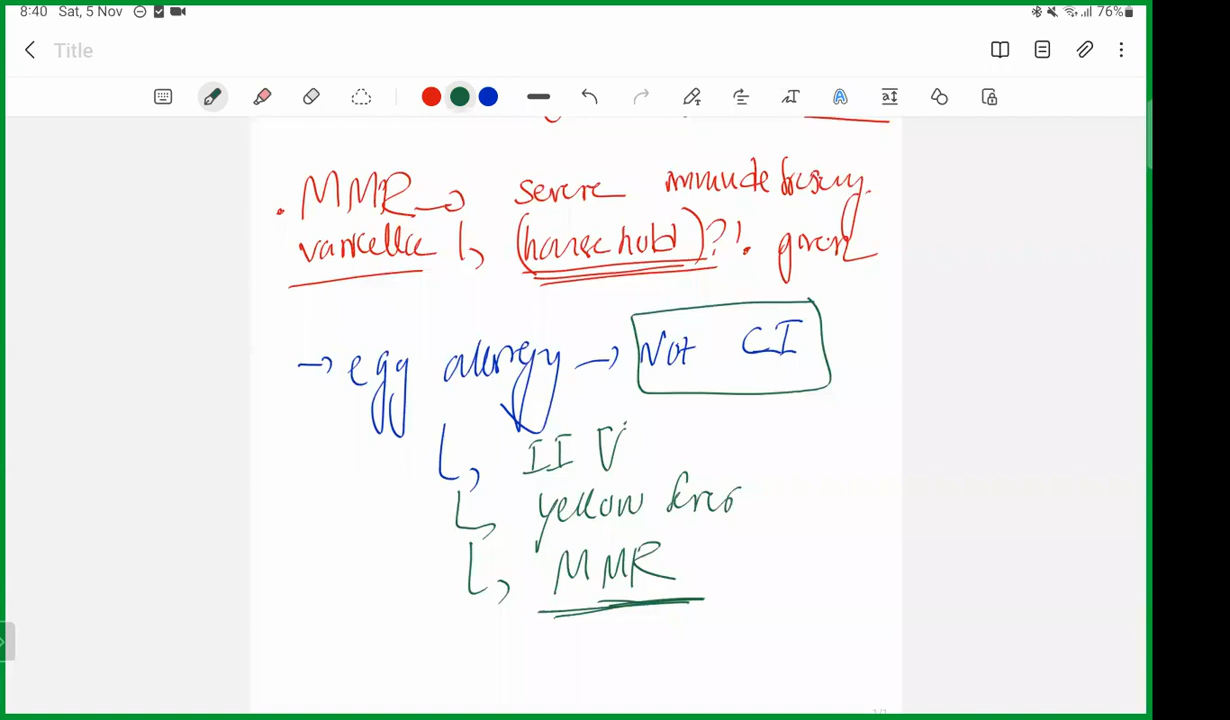 8:40 Sat, 5 Nov 76%
Title
. MMR → severe immudeficiency.
varicella ↳ (household)?! given
→ egg allergy → Not CI
↳ IIV
↳ yellow fever
↳ MMR